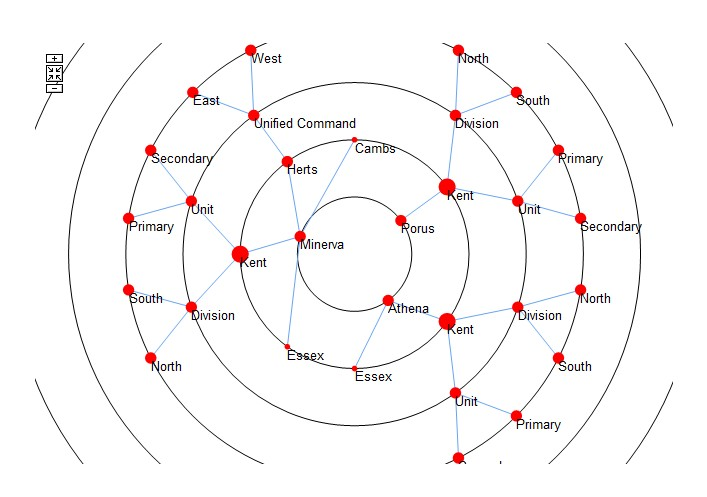 West
North
East
South
Unified Command
Division
Cambs
Secondary
Primary
Herts
Kent
Unit
Unit
Primary
Porus
Secondary
Minerva
Kent
South
Athena
North
Division
Kent
Division
Essex
North
South
Essex
Unit
Primary